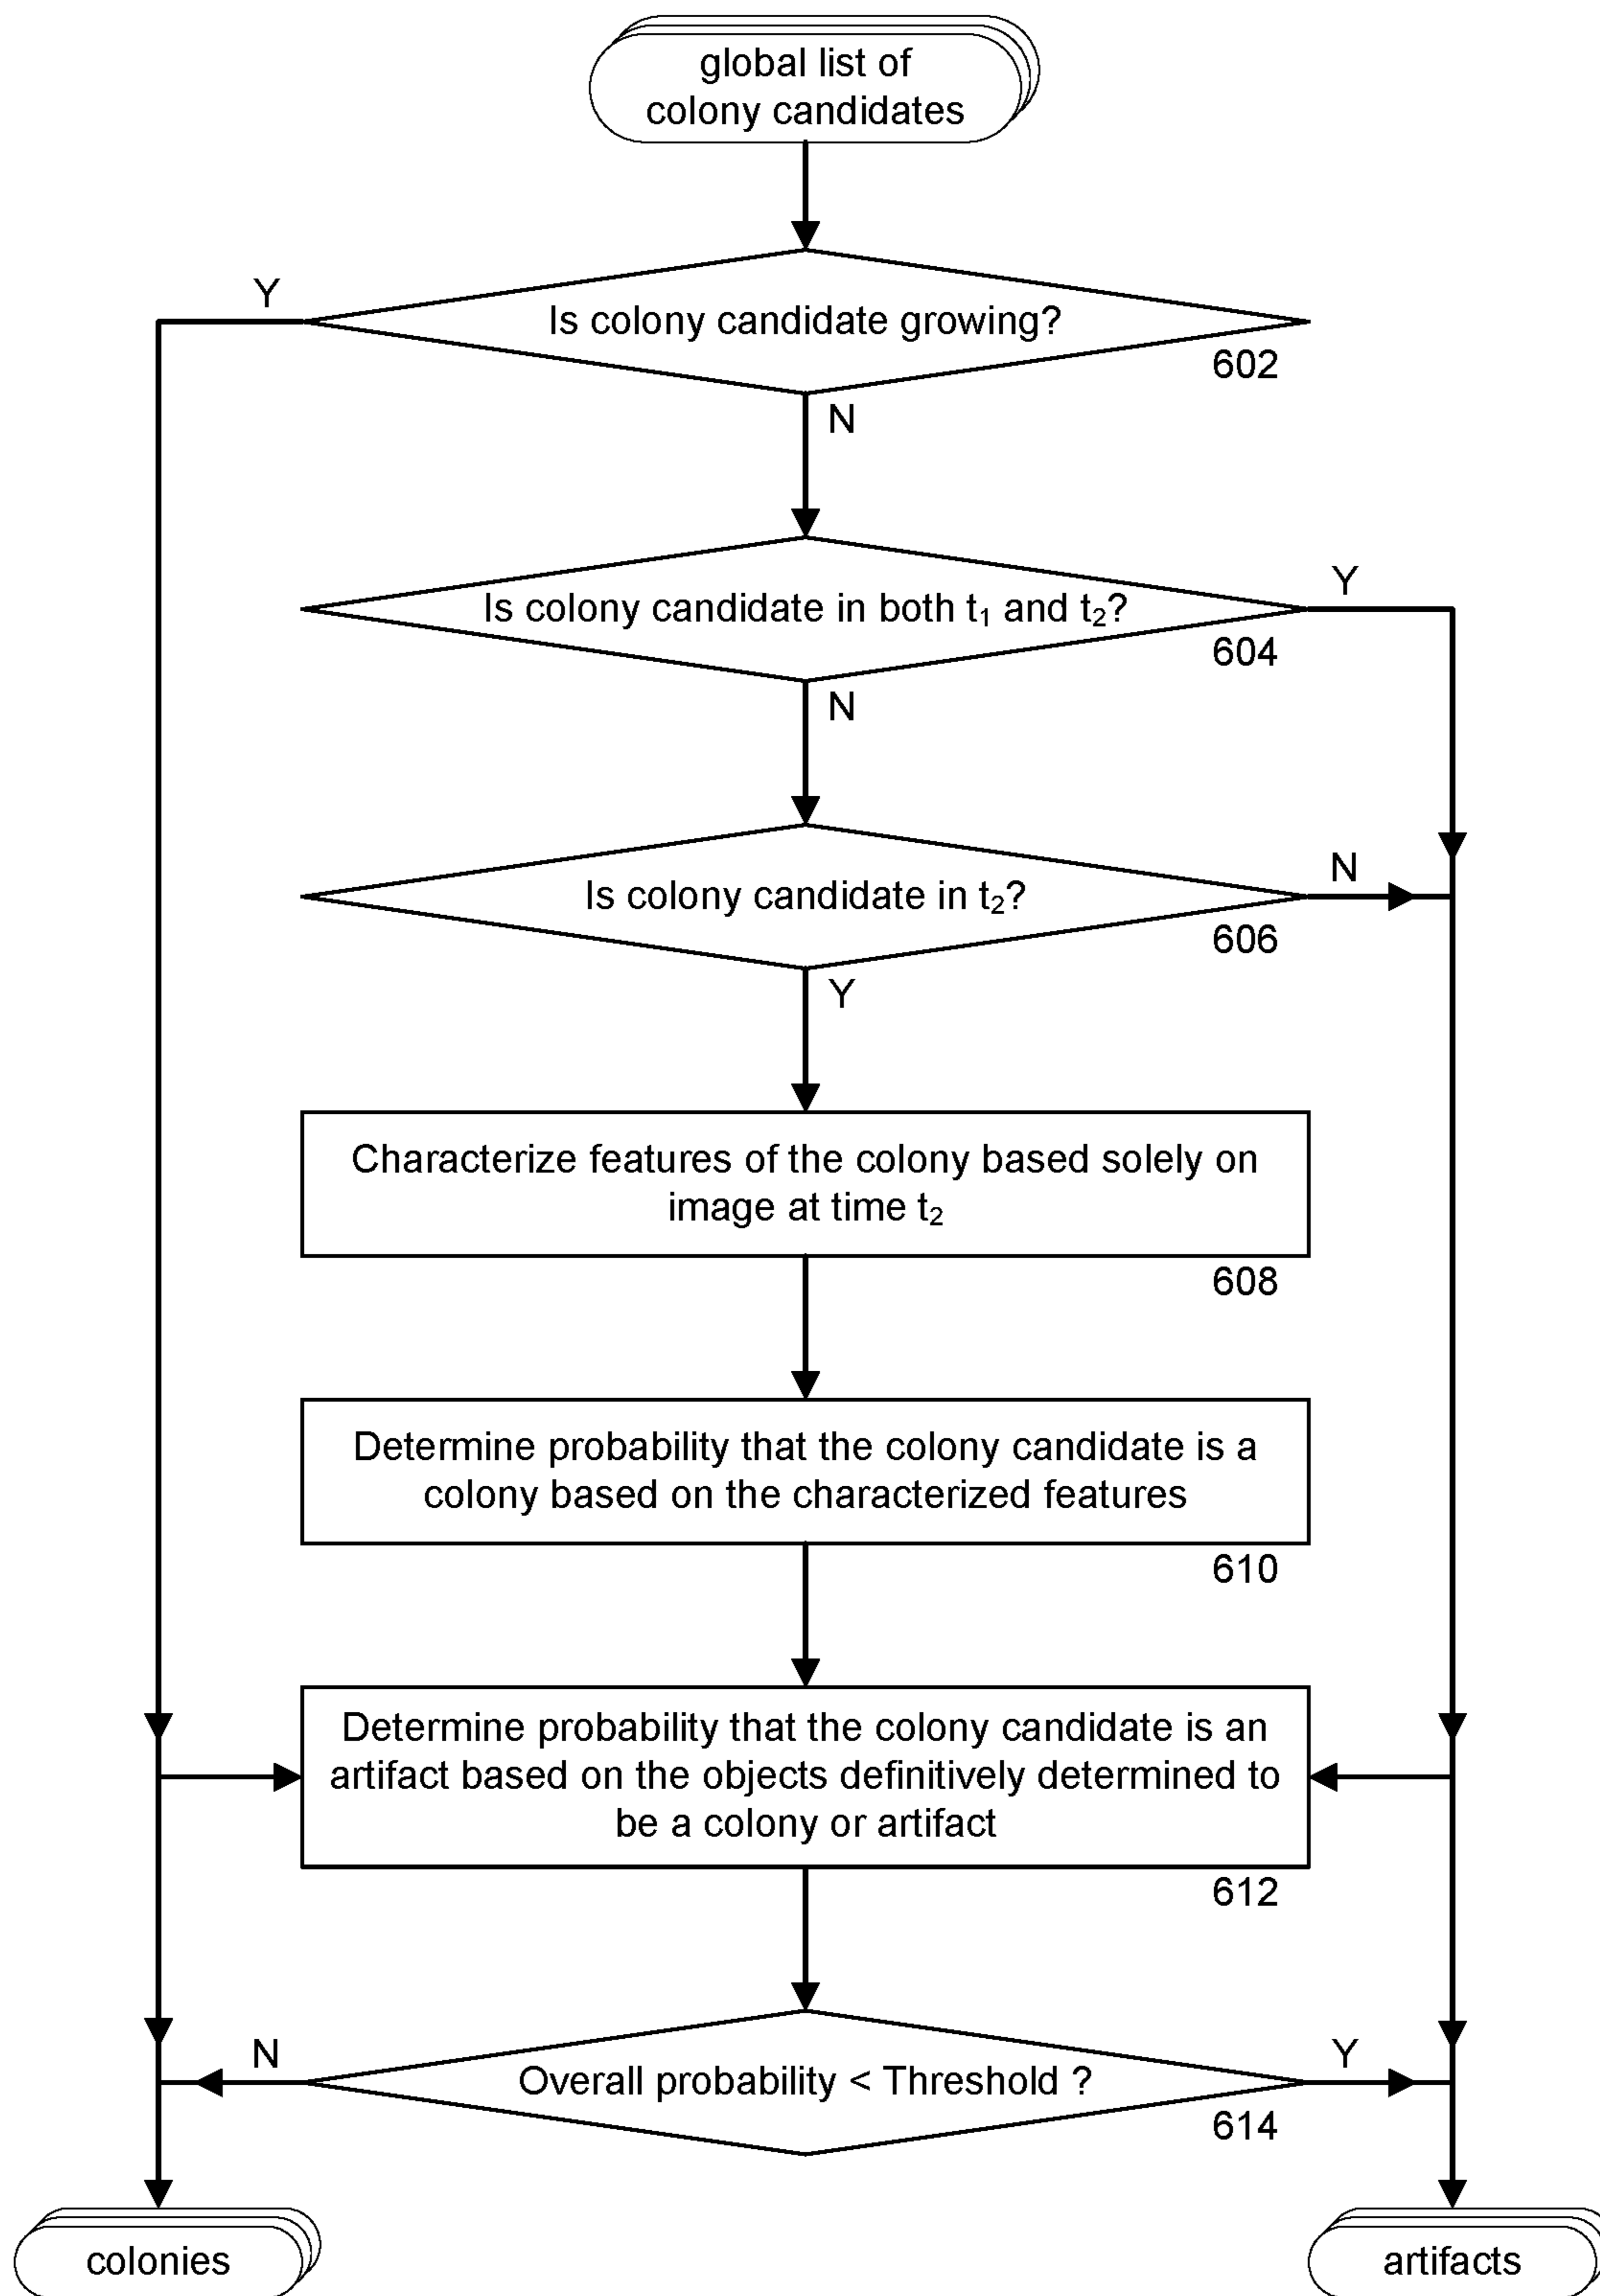 global list of
colony candidates
Y
Is colony candidate growing?
602
N
Y
Is colony candidate in both t₁ and t₂?
604
N
N
Is colony candidate in t₂?
606
Y
Characterize features of the colony based solely on
image at time t₂
608
Determine probability that the colony candidate is a
colony based on the characterized features
610
Determine probability that the colony candidate is an
artifact based on the objects definitively determined to
be a colony or artifact
612
N
Y
Overall probability < Threshold ?
614
colonies
artifacts